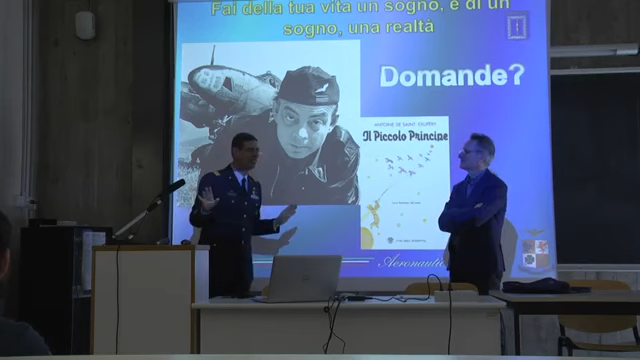 Fai della tua vita un sogno, e di un
sogno, una realtà
Domande?
ANTOINE DE SAINT-EXUPÉRY
Il Piccolo Principe
Aeronautic